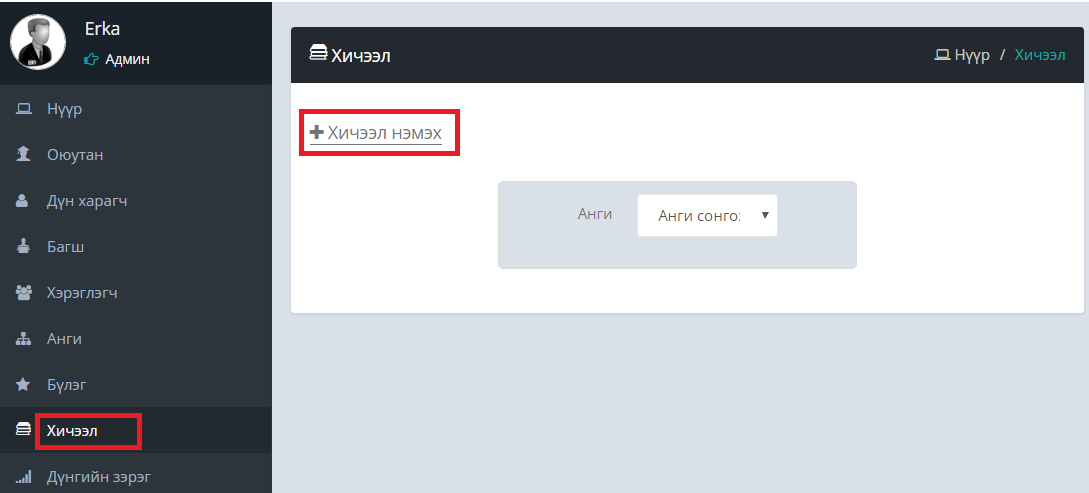 Erka
Админ
Нүүр
Оюутан
Дүн харагч
Багш
Хэрэглэгч
Анги
Бүлэг
Хичээл
Дүнгийн зэрэг
Хичээл
Нүүр / Хичээл
Хичээл нэмэх
Анги Анги сонго: